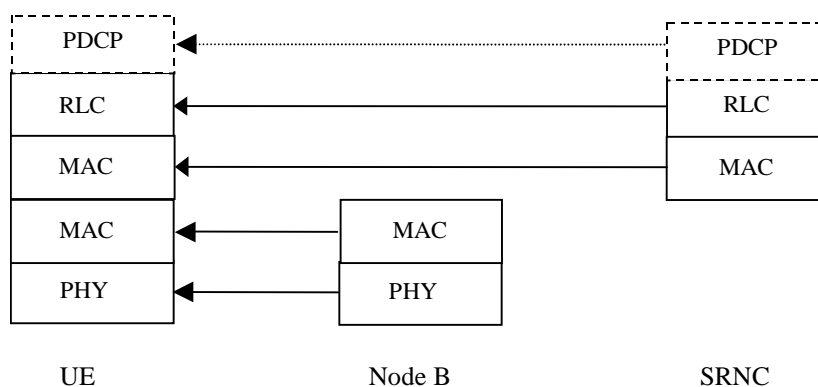 PDCP PDCP
RLC RLC
MAC MAC
MAC MAC
PHY PHY
UE Node B SRNC